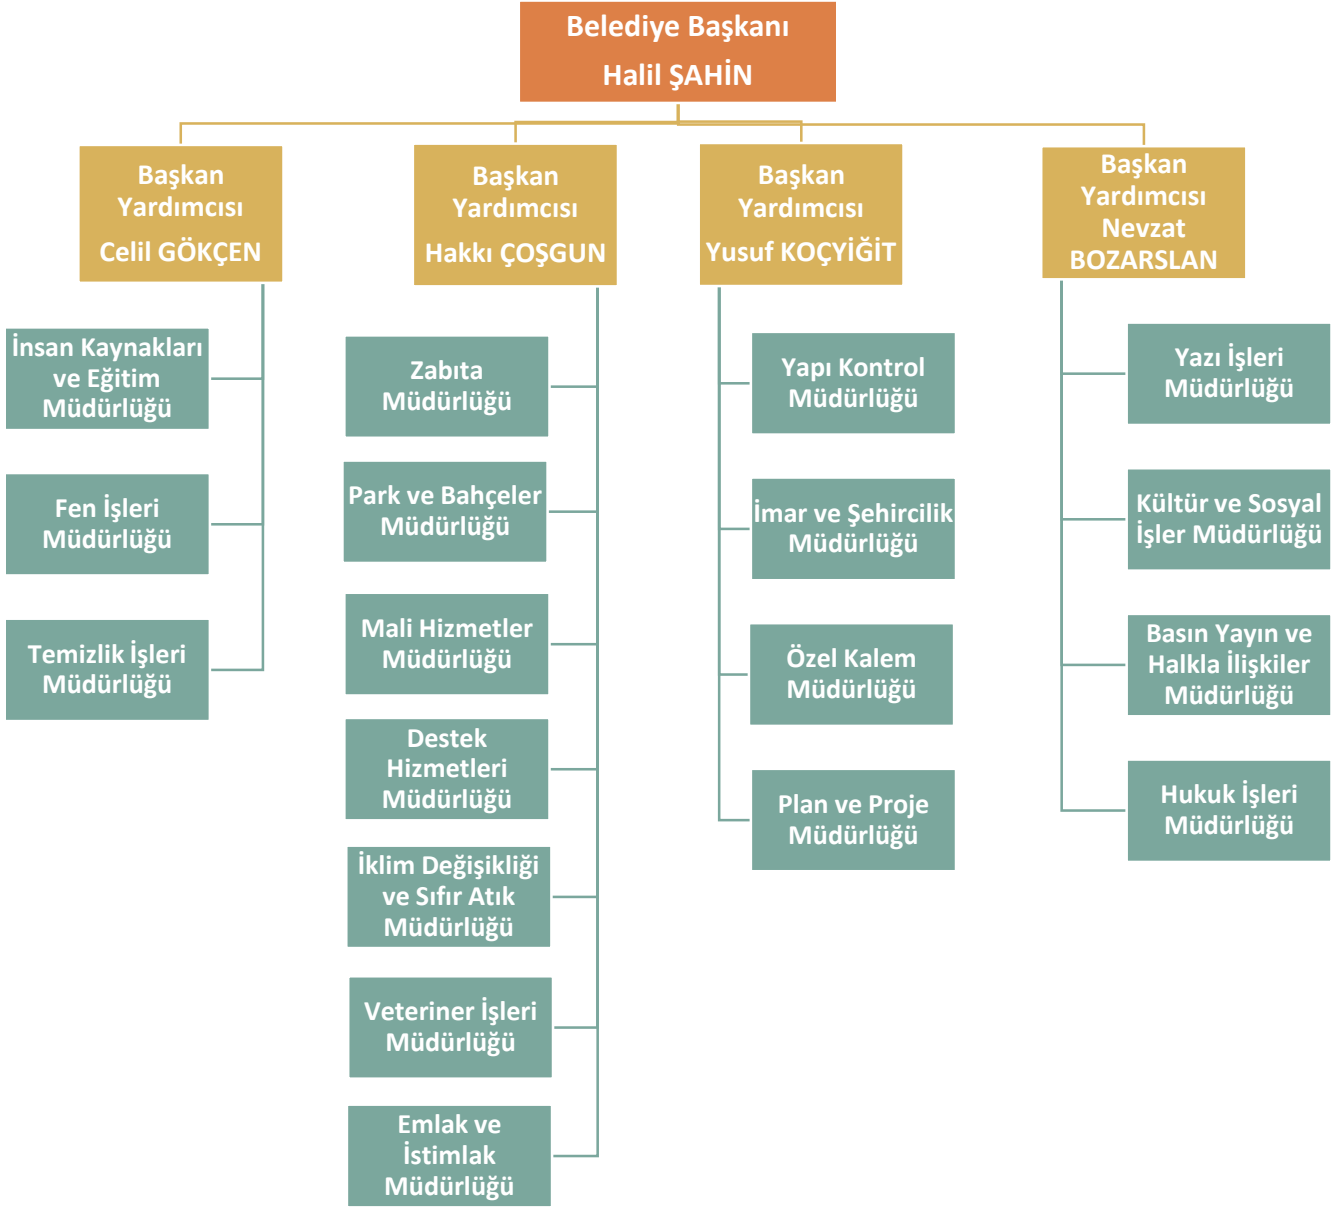 Belediye Başkanı
Halil ŞAHİN
Başkan
Yardımcısı
Celil GÖKÇEN
Başkan
Yardımcısı
Hakkı ÇOŞGUN
Başkan
Yardımcısı
Yusuf KOÇYİĞİT
Başkan
Yardımcısı
Nevzat
BOZARSLAN
İnsan Kaynakları
ve Eğitim
Müdürlüğü
Fen İşleri
Müdürlüğü
Temizlik İşleri
Müdürlüğü
Zabıta
Müdürlüğü
Park ve Bahçeler
Müdürlüğü
Mali Hizmetler
Müdürlüğü
Destek
Hizmetleri
Müdürlüğü
İklim Değişikliği
ve Sıfır Atık
Müdürlüğü
Veteriner İşleri
Müdürlüğü
Emlak ve
İstimlak
Müdürlüğü
Yapı Kontrol
Müdürlüğü
İmar ve Şehircilik
Müdürlüğü
Özel Kalem
Müdürlüğü
Plan ve Proje
Müdürlüğü
Yazı İşleri
Müdürlüğü
Kültür ve Sosyal
İşler Müdürlüğü
Basın Yayın ve
Halkla İlişkiler
Müdürlüğü
Hukuk İşleri
Müdürlüğü